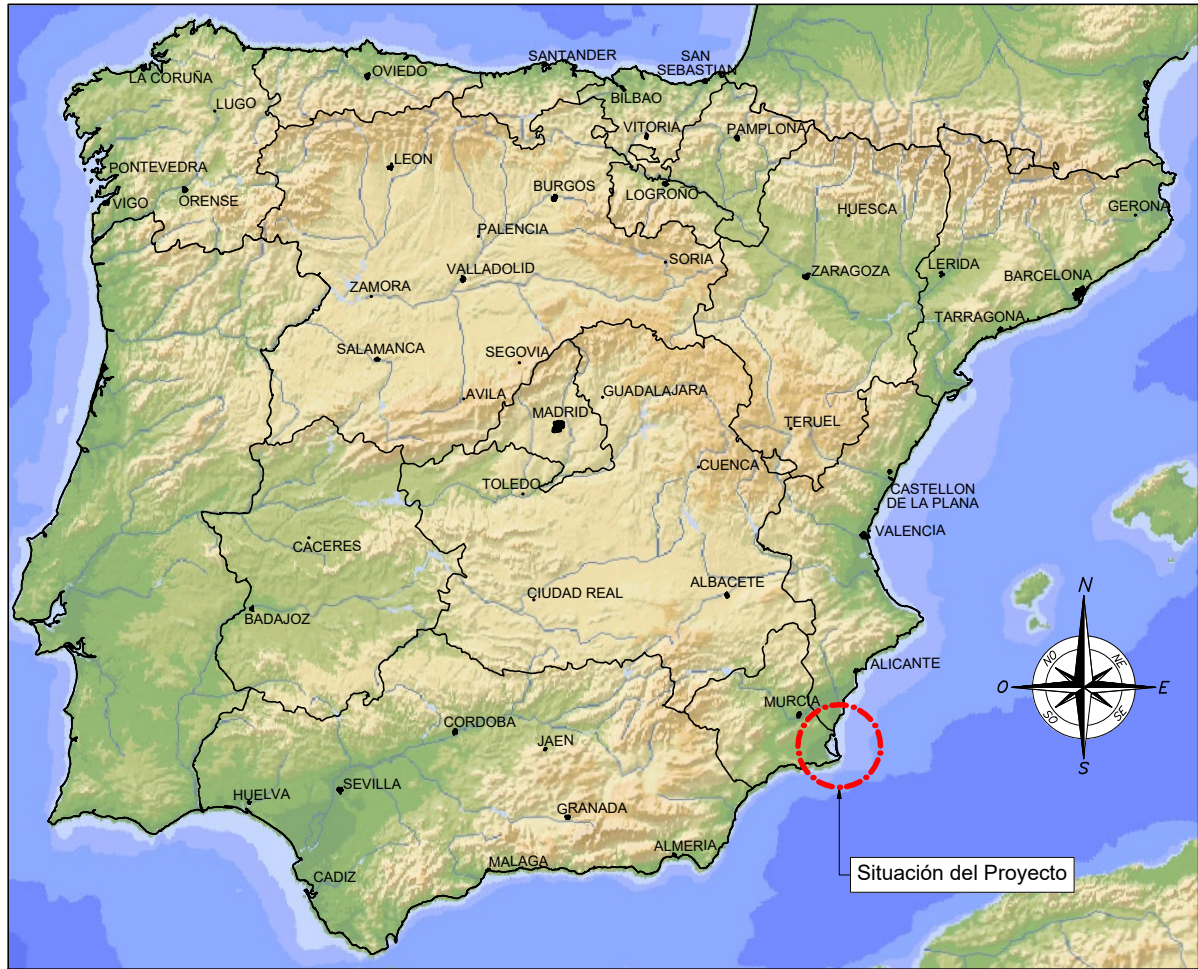 SANTANDER
SAN
SEBASTIAN
OVIEDO
LA CORUÑA
BILBAO
LUGO
VITORIA
PAMPLONA
LEON
PONTEVEDRA
BURGOS
LOGROÑO
ORENSE
VIGO
HUESCA
GERONA
PALENCIA
SORIA
VALLADOLID
ZARAGOZA
LERIDA
BARCELONA
ZAMORA
TARRAGONA
SALAMANCA
SEGOVIA
AVILA
GUADALAJARA
MADRID
TERUEL
CUENCA
TOLEDO
CASTELLON
DE LA PLANA
VALENCIA
CACERES
ALBACETE
CIUDAD REAL
BADAJOZ
N
NO
NE
O
E
SO
SE
S
ALICANTE
MURCIA
CORDOBA
JAEN
SEVILLA
HUELVA
GRANADA
ALMERIA
MALAGA
CADIZ
Situación del Proyecto